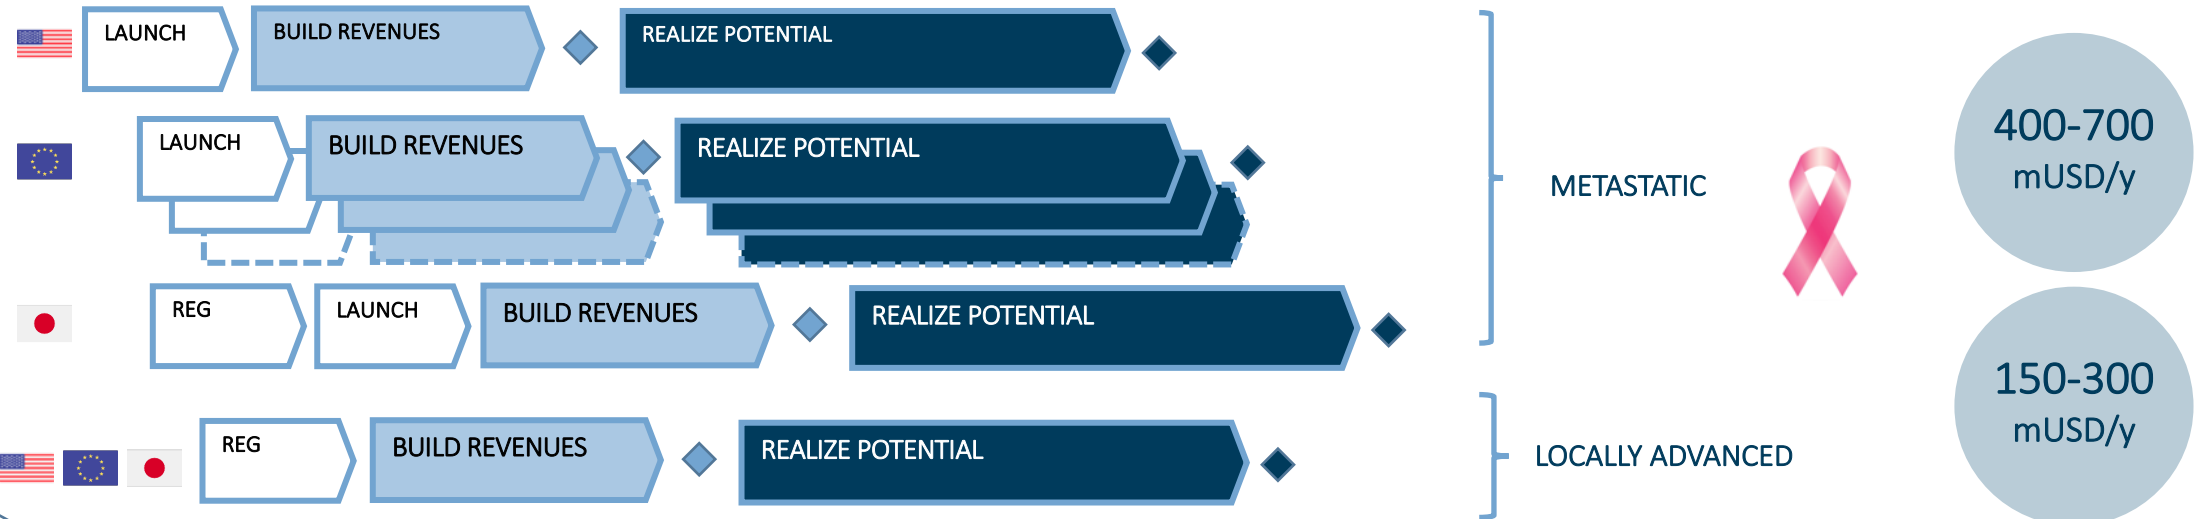 LAUNCH
BUILD REVENUES
REALIZE POTENTIAL
LAUNCH
BUILD REVENUES
REALIZE POTENTIAL
REG
LAUNCH
BUILD REVENUES
REALIZE POTENTIAL
METASTATIC
400-700
mUSD/y
REG
BUILD REVENUES
REALIZE POTENTIAL
LOCALLY ADVANCED
150-300
mUSD/y